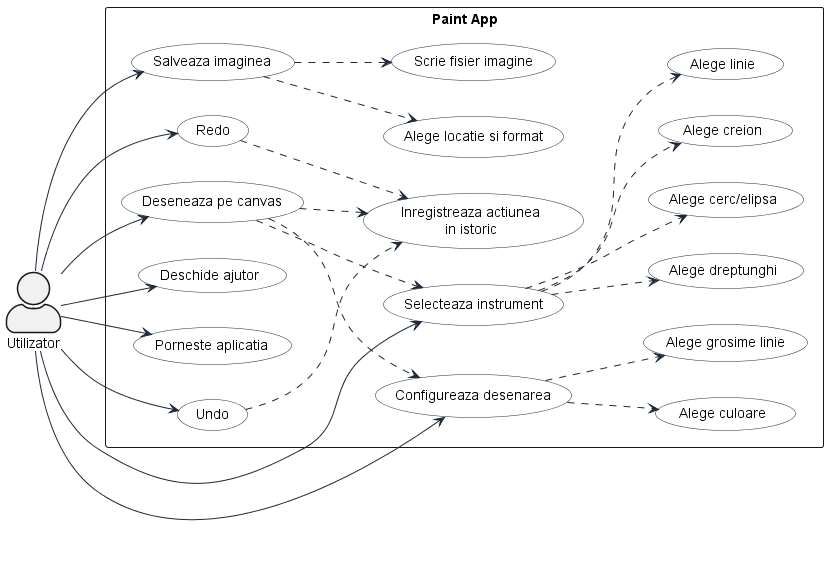 Paint App
Salveaza imaginea
Scrie fisier imagine
Alege linie
Redo
Alege locatie si format
Alege creion
Deseneaza pe canvas
Inregistreaza actiunea
in istoric
Alege cerc/elipsa
Deschide ajutor
Selecteaza instrument
Alege dreptunghi
Utilizator
Porneste aplicatia
Alege grosime linie
Undo
Configureaza desenarea
Alege culoare